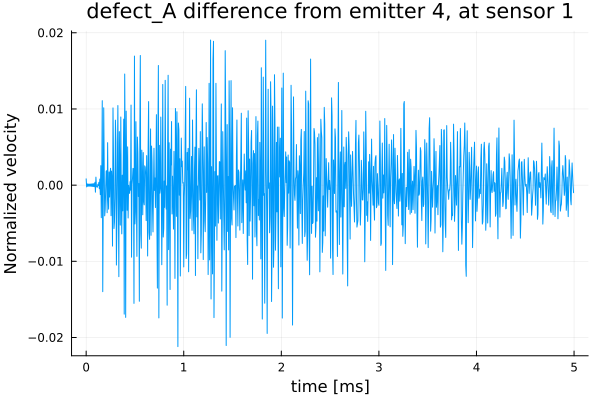 defect_A difference from emitter 4, at sensor 1
Normalized velocity
0.02
0.01
0.00
−0.01
−0.02
0 1 2 3 4 5
time [ms]